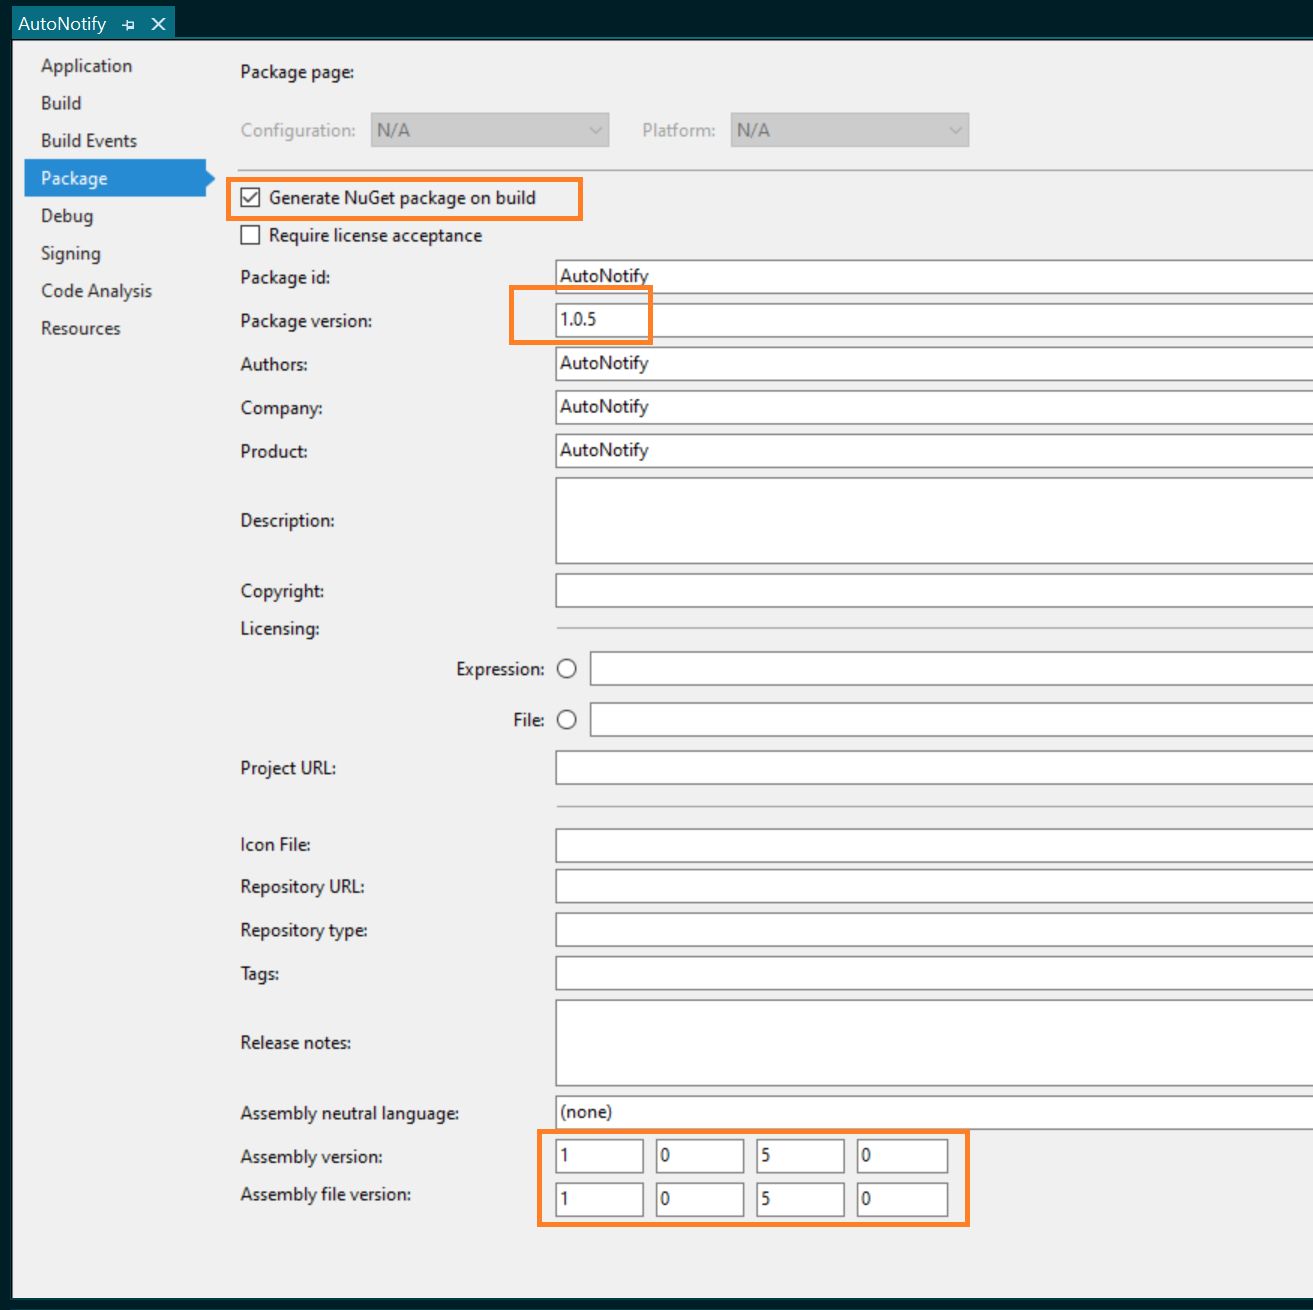 AutoNotify
Application
Build
Build Events
Package
Debug
Signing
Code Analysis
Resources
Package page:
Configuration: N/A Platform: N/A
Generate NuGet package on build
Require license acceptance
Package id: AutoNotify
Package version: 1.0.5
Authors: AutoNotify
Company: AutoNotify
Product: AutoNotify
Description:
Copyright:
Licensing:
Expression:
File:
Project URL:
Icon File:
Repository URL:
Repository type:
Tags:
Release notes:
Assembly neutral language: (none)
Assembly version: 1 0 5 0
Assembly file version: 1 0 5 0